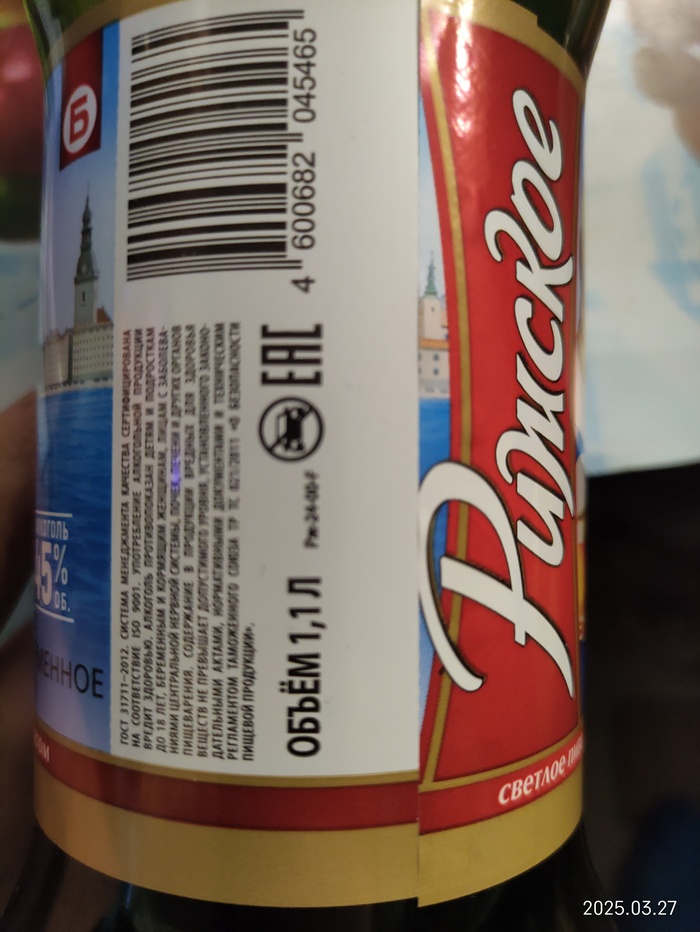 Б
4 600682 045465
АЛКОГОЛЬ
%
ОБ.
МЕННОЕ
ГОСТ 31711–2012. СИСТЕМА МЕНЕДЖМЕНТА КАЧЕСТВА СЕРТИФИЦИРОВАНА
НА СООТВЕТСТВИЕ ISO 9001. УПОТРЕБЛЕНИЕ АЛКОГОЛЬНОЙ ПРОДУКЦИИ
ВРЕДИТ ЗДОРОВЬЮ. АЛКОГОЛЬ ПРОТИВОПОКАЗАН ДЕТЯМ И ПОДРОСТКАМ
ДО 18 ЛЕТ, БЕРЕМЕННЫМ И КОРМЯЩИМ ЖЕНЩИНАМ, ЛИЦАМ С ЗАБОЛЕВА-
НИЯМИ ЦЕНТРАЛЬНОЙ НЕРВНОЙ СИСТЕМЫ, ПОЧЕК, ПЕЧЕНИ И ДРУГИХ ОРГАНОВ
ПИЩЕВАРЕНИЯ. СОДЕРЖАНИЕ В ПРОДУКЦИИ ВРЕДНЫХ ДЛЯ ЗДОРОВЬЯ
ВЕЩЕСТВ НЕ ПРЕВЫШАЕТ ДОПУСТИМОГО УРОВНЯ, УСТАНОВЛЕННОГО ЗАКОНО-
ДАТЕЛЬНЫМИ АКТАМИ, НОРМАТИВНЫМИ ДОКУМЕНТАМИ И ТЕХНИЧЕСКИМ
РЕГЛАМЕНТОМ ТАМОЖЕННОГО СОЮЗА ТР ТС 021/2011 «О БЕЗОПАСНОСТИ
ПИЩЕВОЙ ПРОДУКЦИИ».
ОБЪЁМ 1,1 Л Рж-24-00-F ЕАС
Рижское
СВЕТЛОЕ ПИ
2025.03.27